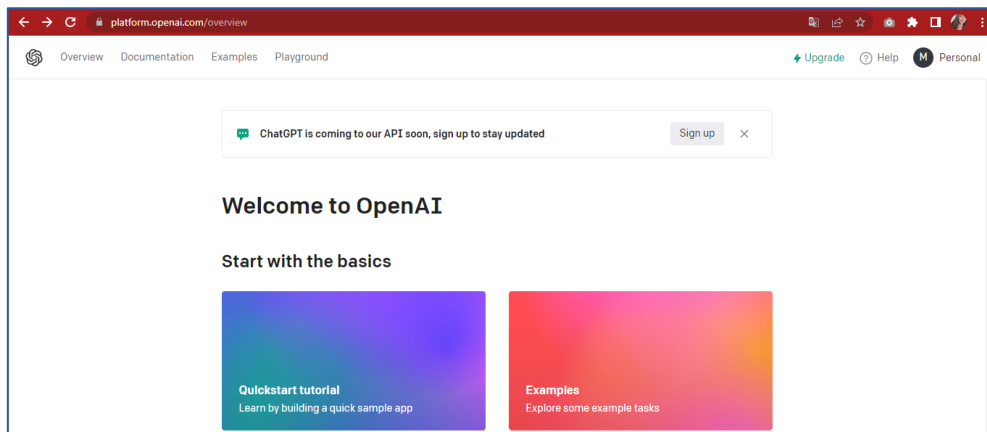 platform.openai.com/overview
Overview Documentation Examples Playground Upgrade Help M Personal
ChatGPT is coming to our API soon, sign up to stay updated Sign up
Welcome to OpenAI
Start with the basics
Quickstart tutorial Examples
Learn by building a quick sample app Explore some example tasks